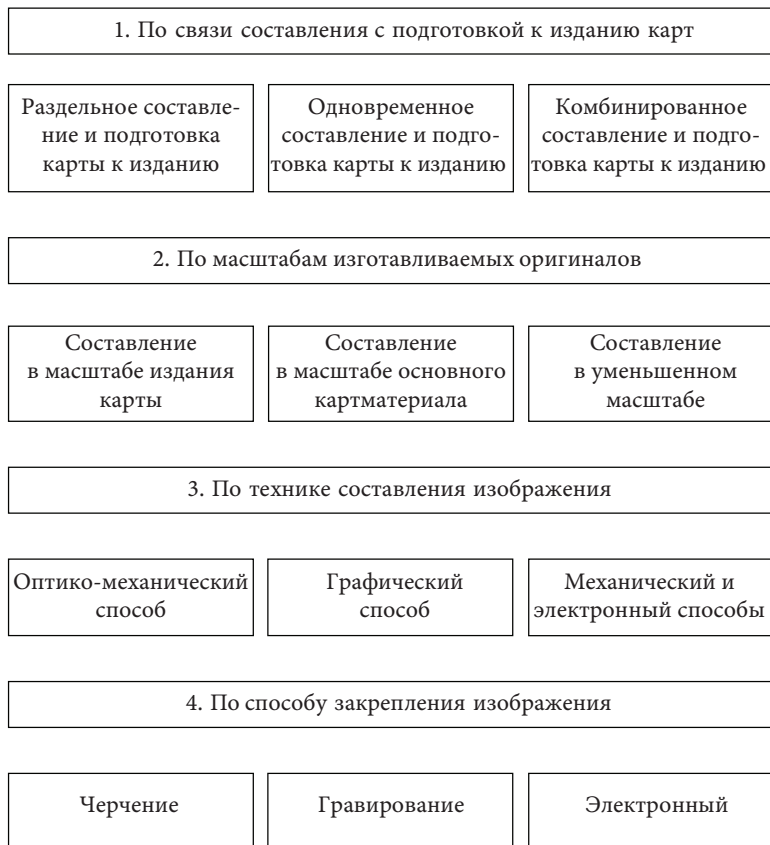 1. По связи составления с подготовкой к изданию карт
Раздельное составле-
ние и подготовка
карты к изданию
Одновременное
составление и подго-
товка карты к изданию
Комбинированное
составление и подго-
товка карты к изданию
2. По масштабам изготавливаемых оригиналов
Составление
в масштабе издания
карты
Составление
в масштабе основного
картматериала
Составление
в уменьшенном
масштабе
3. По технике составления изображения
Оптико-механический
способ
Графический
способ
Механический и
электронный способы
4. По способу закрепления изображения
Черчение
Гравирование
Электронный